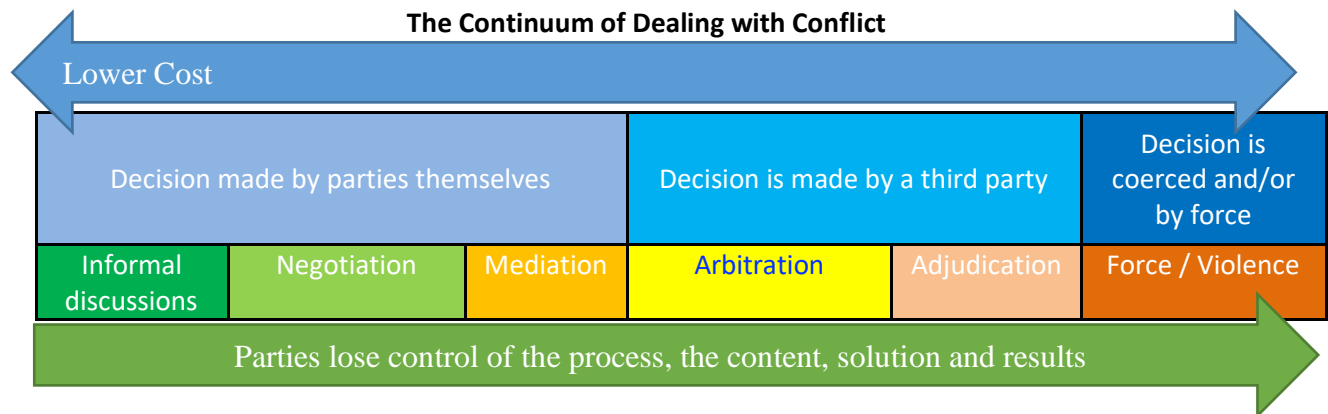 The Continuum of Dealing with Conflict
Lower Cost
Decision made by parties themselves
Decision is made by a third party
Decision is
coerced and/or
by force
Informal
discussions
Negotiation
Mediation
Arbitration
Adjudication
Force / Violence
Parties lose control of the process, the content, solution and results